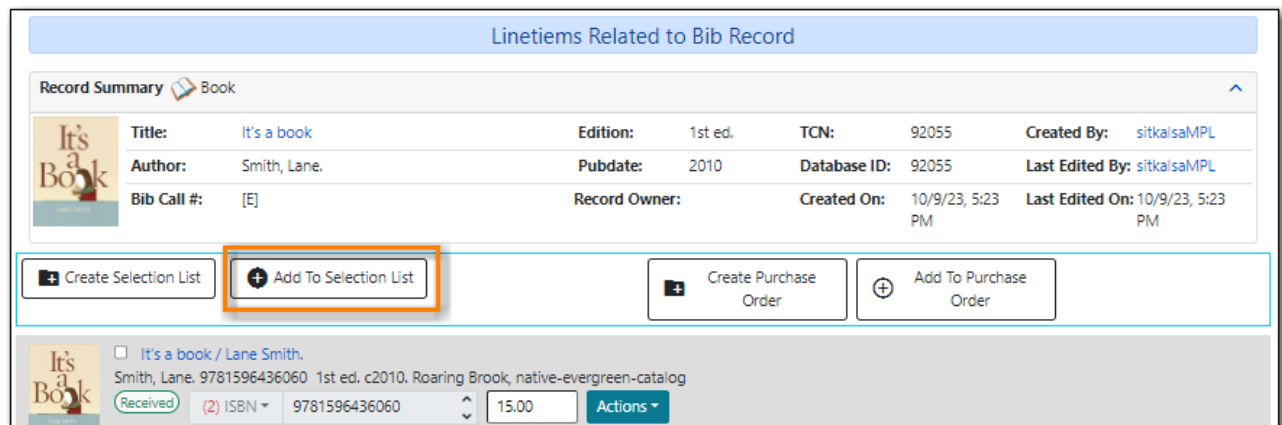 Linetiems Related to Bib Record
Record Summary Book
It's a Book
LANE SMITH
Title: It's a book Edition: 1st ed. TCN: 92055 Created By: sitkalsaMPL
Author: Smith, Lane. Pubdate: 2010 Database ID: 92055 Last Edited By: sitkalsaMPL
Bib Call #: [E] Record Owner: Created On: 10/9/23, 5:23 PM Last Edited On: 10/9/23, 5:23 PM
Create Selection List Add To Selection List Create Purchase Order Add To Purchase Order
It's a Book
It's a book / Lane Smith.
Smith, Lane. 9781596436060 1st ed. c2010. Roaring Brook, native-evergreen-catalog
Received (2) ISBN 9781596436060 15.00 Actions